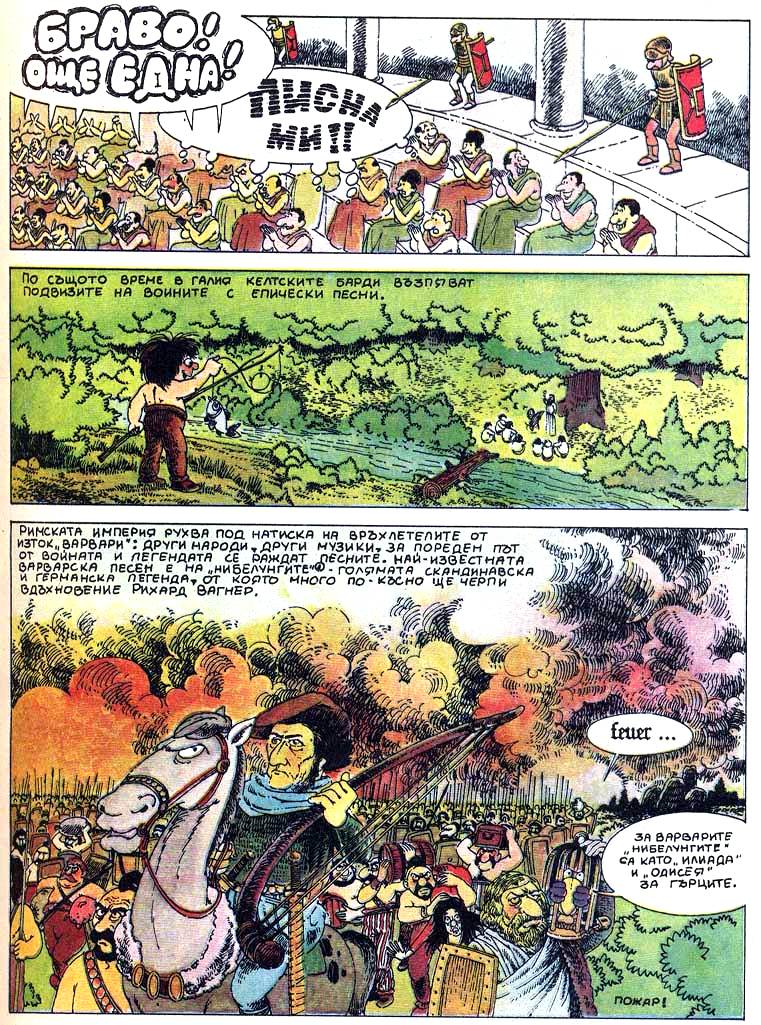 БРАВО!
ОЩЕ ЕДНА!
ПИСНА
МИ!!
ПО СЪЩОТО ВРЕМЕ В ГАЛИЯ КЕЛТСКИТЕ БАРДИ ВЪЗПЯВАТ
ПОДВИЗИТЕ НА ВОИНИТЕ С ЕПИЧЕСКИ ПЕСНИ.
РИМСКАТА ИМПЕРИЯ РУХВА ПОД НАТИСКА НА ВРЪХЛЕТЕЛИТЕ ОТ
ИЗТОК „ВАРВАРИ": ДРУГИ НАРОДИ, ДРУГИ МУЗИКИ. ЗА ПОРЕДЕН ПЪТ
ОТ ВОЙНАТА И ЛЕГЕНДАТА СЕ РАЖДАТ ПЕСНИТЕ. НАЙ-ИЗВЕСТНАТА
ВАРВАРСКА ПЕСЕН Е НА „НИБЕЛУНГИТЕ" - ГОЛЯМАТА СКАНДИНАВСКА
И ГЕРМАНСКА ЛЕГЕНДА, ОТ КОЯТО МНОГО ПО-КЪСНО ЩЕ ЧЕРПИ
ВДЪХНОВЕНИЕ РИХАРД ВАГНЕР.
feuer ...
ЗА ВАРВАРИТЕ
„НИБЕЛУНГИТЕ"
СА КАТО „ИЛИАДА"
И „ОДИСЕЯ"
ЗА ГЪРЦИТЕ.
ПОЖАР!